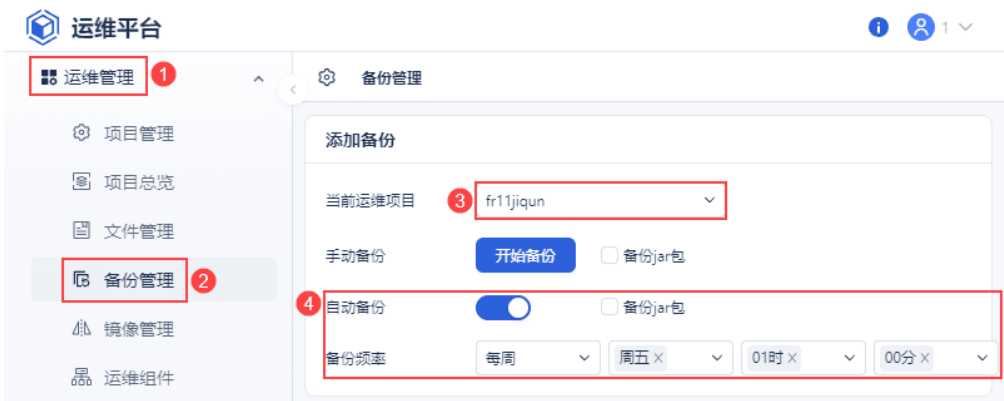 运维平台
1
运维管理 1
备份管理
项目管理
添加备份
项目总览
当前运维项目 3 fr11jiqun
文件管理
手动备份 开始备份 备份jar包
备份管理 2
4 自动备份 备份jar包
镜像管理
备份频率 每周 周五 × 01时 × 00分 ×
运维组件